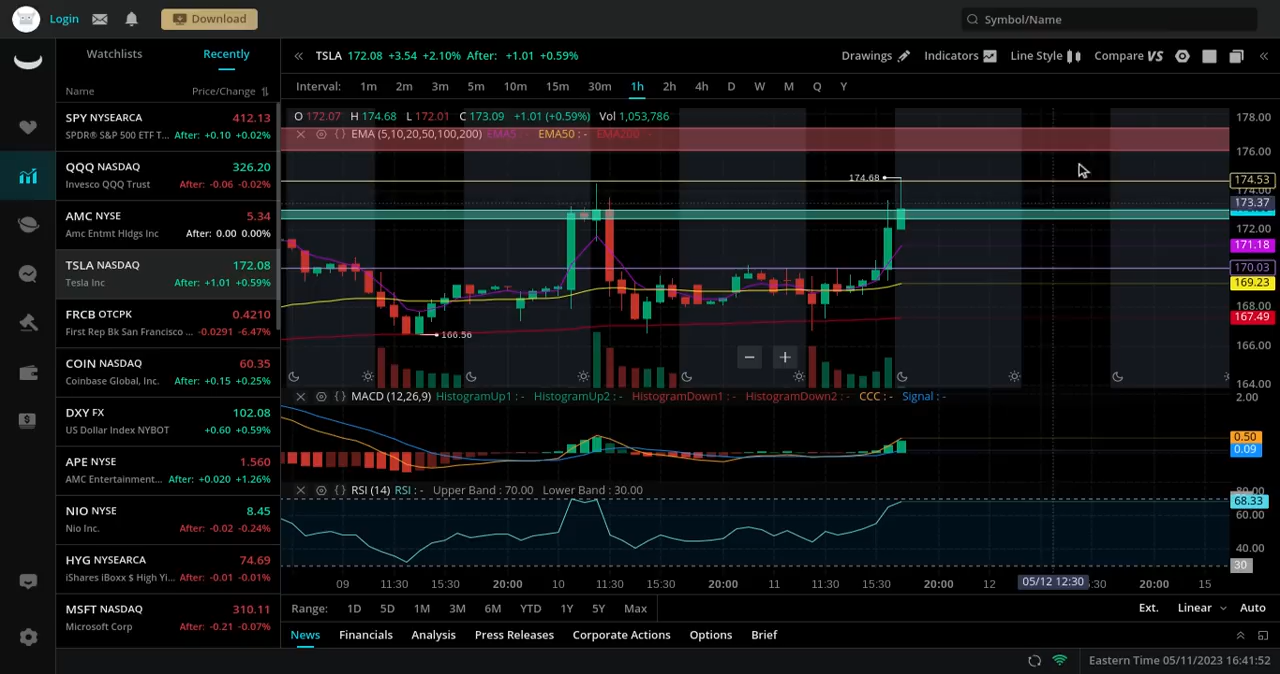 Login
Download
Symbol/Name
Watchlists
Recently
Name Price/Change
SPY NYSEARCA 412.13
SPDR® S&P 500 ETF T... After: +0.10 +0.02%
QQQ NASDAQ 326.20
Invesco QQQ Trust After: -0.06 -0.02%
AMC NYSE 5.34
Amc Entmt Hldgs Inc After: 0.00 0.00%
TSLA NASDAQ 172.08
Tesla Inc After: +1.01 +0.59%
FRCB OTCPK 0.4210
First Rep Bk San Francisco ... -0.0291 -6.47%
COIN NASDAQ 60.35
Coinbase Global, Inc. After: +0.15 +0.25%
DXY FX 102.08
US Dollar Index NYBOT +0.60 +0.59%
APE NYSE 1.560
AMC Entertainment... After: +0.020 +1.26%
NIO NYSE 8.45
Nio Inc. After: -0.02 -0.24%
HYG NYSEARCA 74.69
iShares iBoxx $ High Yi... After: -0.01 -0.01%
MSFT NASDAQ 310.11
Microsoft Corp After: -0.21 -0.07%
TSLA 172.08 +3.54 +2.10% After: +1.01 +0.59%
Drawings Indicators Line Style Compare VS
Interval: 1m 2m 3m 5m 10m 15m 30m 1h 2h 4h D W M Q Y
O 172.07 H 174.68 L 172.01 C 173.09 +1.01 (+0.59%) Vol 1,053,786
EMA (5,10,20,50,100,200) EMA5 : - EMA50 : - EMA200 : -
174.68
166.56
178.00
176.00
174.53
174.00
173.37
172.00
171.18
170.03
169.23
168.00
167.49
166.00
164.00
MACD (12,26,9) HistogramUp1 : - HistogramUp2 : - HistogramDown1 : - HistogramDown2 : - CCC : - Signal : -
2.00
0.50
0.09
RSI (14) RSI : - Upper Band : 70.00 Lower Band : 30.00
80.00
68.33
60.00
40.00
30
09 11:30 15:30 20:00 10 11:30 15:30 20:00 11 11:30 15:30 20:00 12 05/12 12:30 :30 20:00 15
Range: 1D 5D 1M 3M 6M YTD 1Y 5Y Max
Ext. Linear Auto
News Financials Analysis Press Releases Corporate Actions Options Brief
Eastern Time 05/11/2023 16:41:52